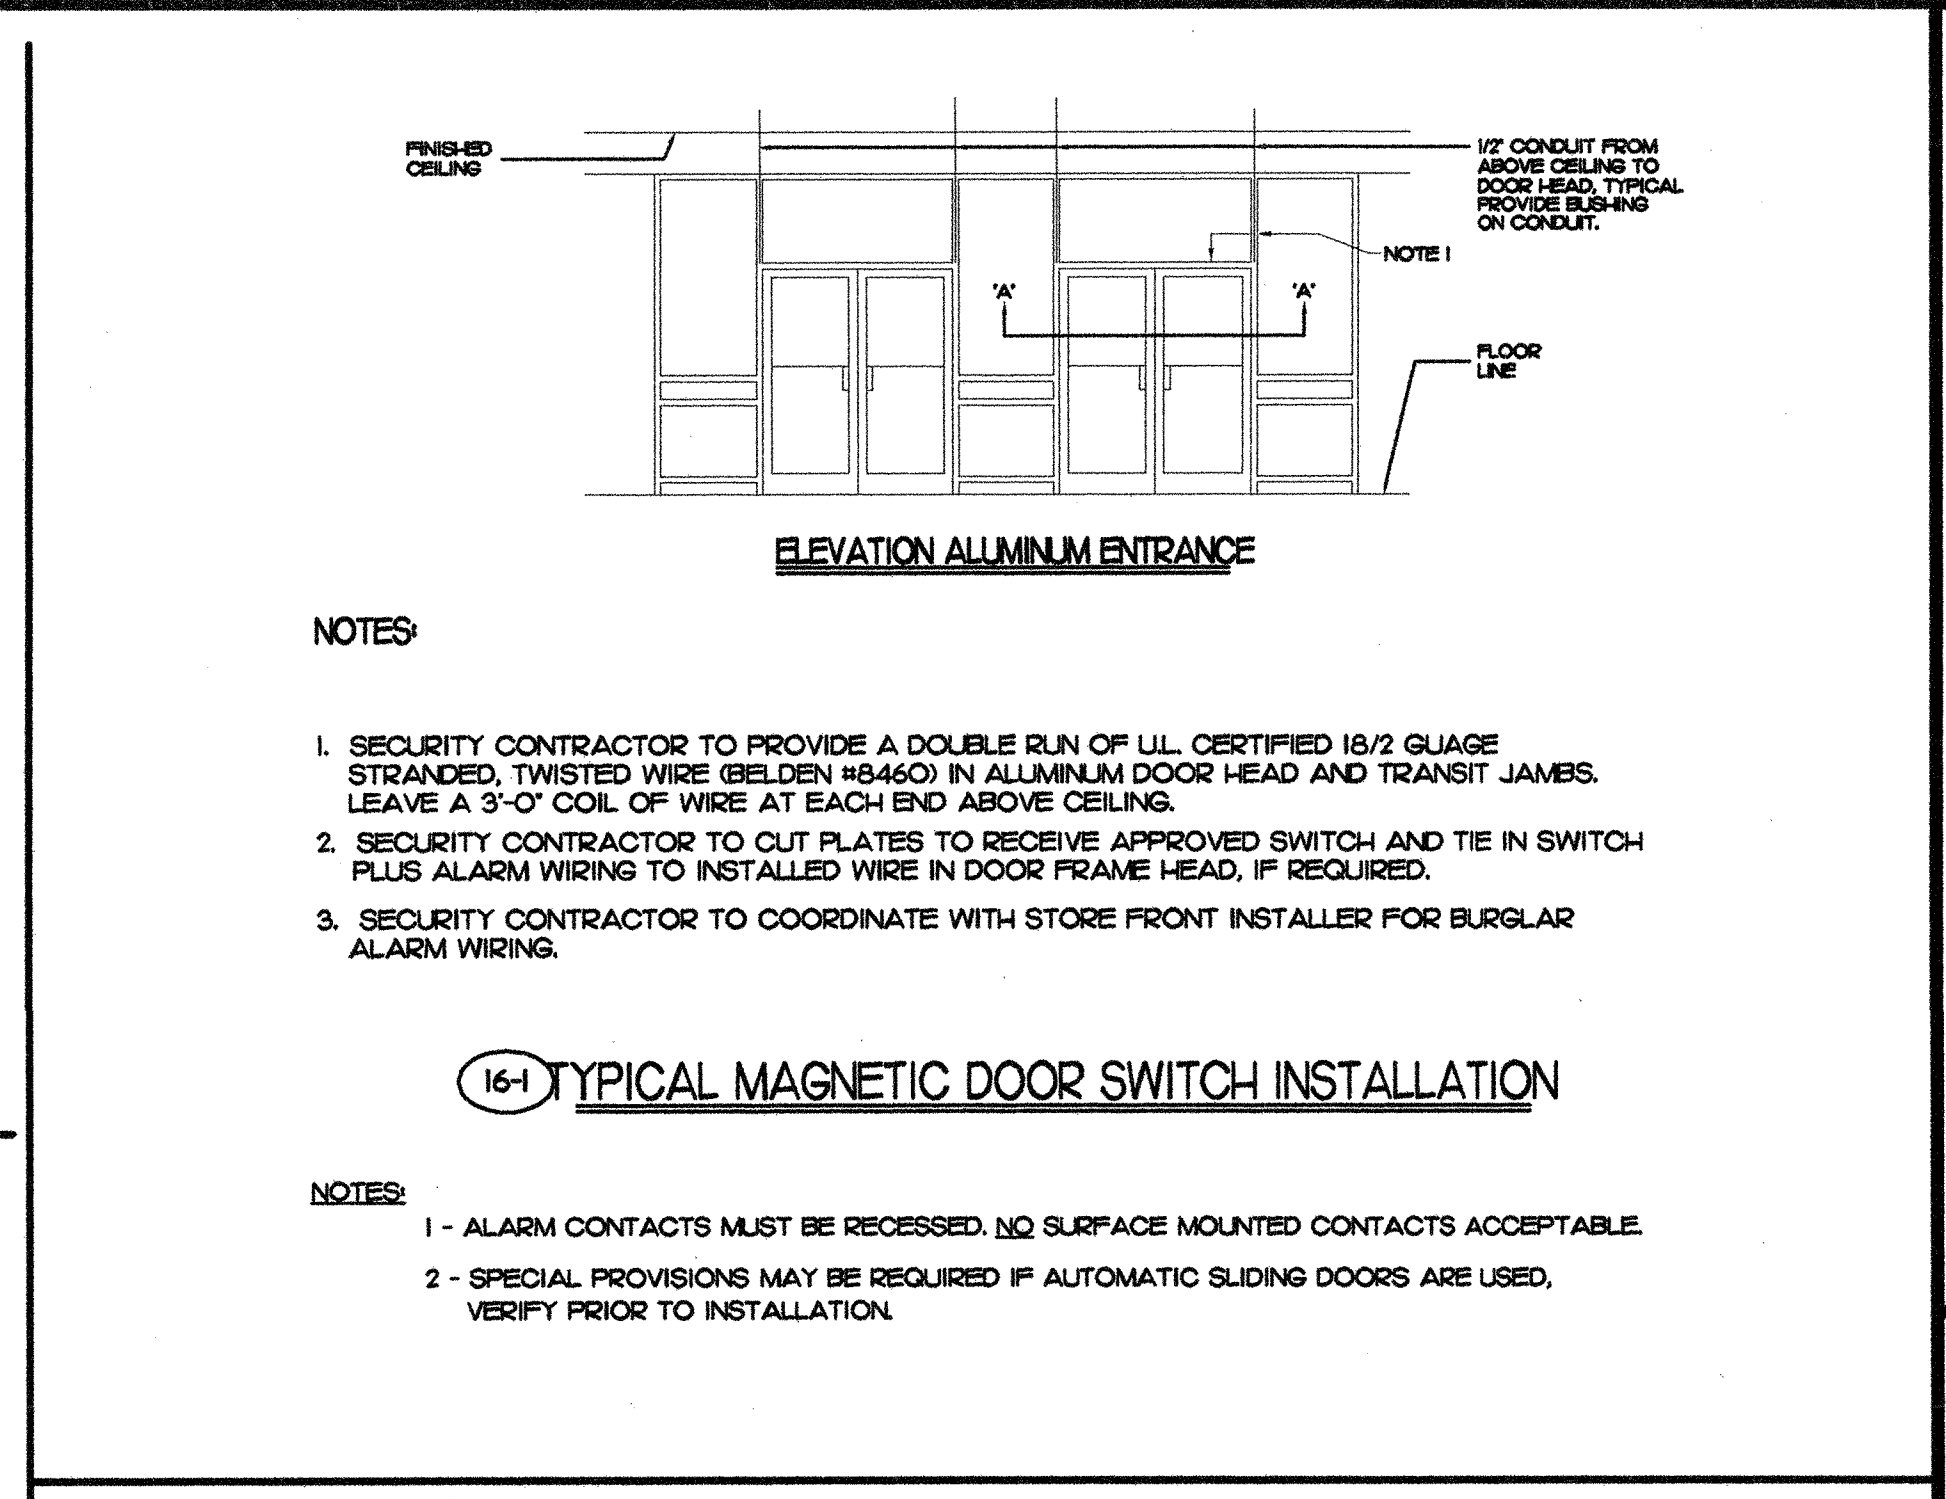 FINISHED
CEILING
1/2" CONDUIT FROM
ABOVE CEILING TO
DOOR HEAD, TYPICAL
PROVIDE BUSHING
ON CONDUIT.
NOTE 1
"A"
"A"
FLOOR
LINE
ELEVATION ALUMINUM ENTRANCE
NOTES:
1. SECURITY CONTRACTOR TO PROVIDE A DOUBLE RUN OF U.L. CERTIFIED 18/2 GUAGE
STRANDED, TWISTED WIRE (BELDEN #8460) IN ALUMINUM DOOR HEAD AND TRANSIT JAMBS.
LEAVE A 3'-0" COIL OF WIRE AT EACH END ABOVE CEILING.
2. SECURITY CONTRACTOR TO CUT PLATES TO RECEIVE APPROVED SWITCH AND TIE IN SWITCH
PLUS ALARM WIRING TO INSTALLED WIRE IN DOOR FRAME HEAD, IF REQUIRED.
3. SECURITY CONTRACTOR TO COORDINATE WITH STORE FRONT INSTALLER FOR BURGLAR
ALARM WIRING.
16-1 TYPICAL MAGNETIC DOOR SWITCH INSTALLATION
NOTES:
1 - ALARM CONTACTS MUST BE RECESSED. NO SURFACE MOUNTED CONTACTS ACCEPTABLE.
2 - SPECIAL PROVISIONS MAY BE REQUIRED IF AUTOMATIC SLIDING DOORS ARE USED,
VERIFY PRIOR TO INSTALLATION.